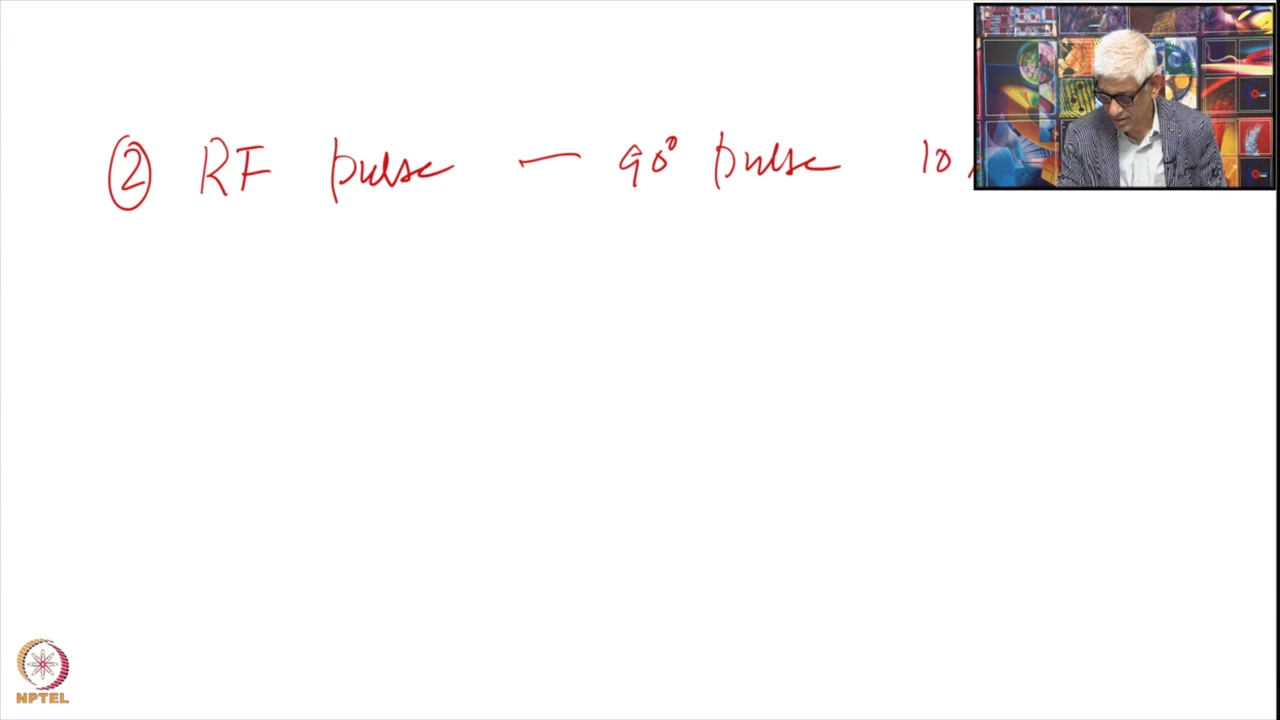 ② RF pulse — 90° pulse 10
NPTEL